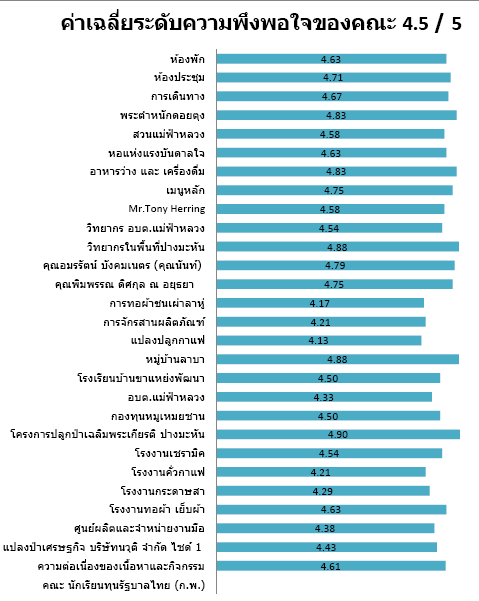 ค่าเฉลี่ยระดับความพึงพอใจของคณะ 4.5 / 5
ห้องพัก 4.63
ห้องประชุม 4.71
การเดินทาง 4.67
พระตำหนักดอยตุง 4.83
สวนแม่ฟ้าหลวง 4.58
หอแห่งแรงบันดาลใจ 4.63
อาหารว่าง และ เครื่องดื่ม 4.83
เมนูหลัก 4.75
Mr.Tony Herring 4.58
วิทยากร อบต.แม่ฟ้าหลวง 4.54
วิทยากรในพื้นที่ปางมะหัน 4.88
คุณอมรรัตน์ บังคมเนตร (คุณนันท์) 4.79
คุณพิมพรรณ ดิศกุล ณ อยุธยา 4.75
การทอผ้าชนเผ่าลาหู่ 4.17
การจักรสานผลิตภัณฑ์ 4.21
แปลงปลูกกาแฟ 4.13
หมู่บ้านลาบา 4.88
โรงเรียนบ้านขาแหย่งพัฒนา 4.50
อบต.แม่ฟ้าหลวง 4.33
กองทุนหมูเหมยซาน 4.50
โครงการปลูกป่าเฉลิมพระเกียรติ ปางมะหัน 4.90
โรงงานเซรามิค 4.54
โรงงานคั่วกาแฟ 4.21
โรงงานกระดาษสา 4.29
โรงงานทอผ้า เย็บผ้า 4.63
ศูนย์ผลิตและจำหน่ายงานมือ 4.38
แปลงป่าเศรษฐกิจ บริษัทนวุติ จำกัด ไซต์ 1 4.43
ความต่อเนื่องของเนื้อหาและกิจกรรม 4.61
คณะ นักเรียนทุนรัฐบาลไทย (ก.พ.)